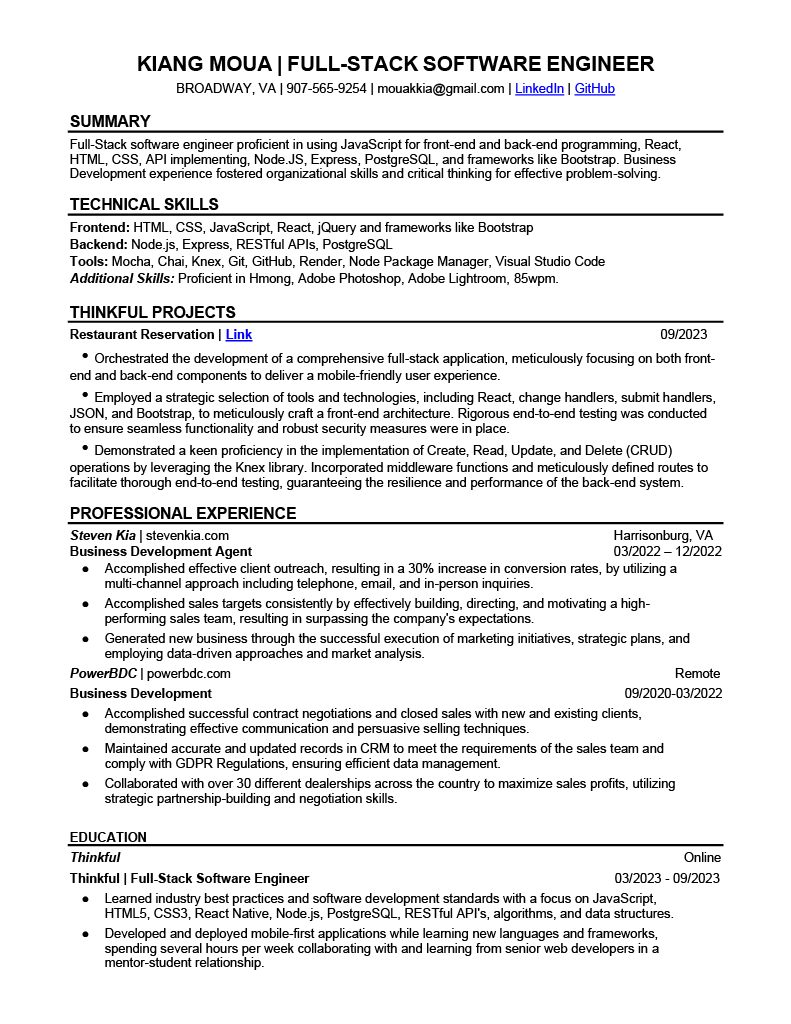 KIANG MOUA | FULL-STACK SOFTWARE ENGINEER
BROADWAY, VA | 907-565-9254 | mouakkia@gmail.com | LinkedIn | GitHub
SUMMARY
Full-Stack software engineer proficient in using JavaScript for front-end and back-end programming, React,
HTML, CSS, API implementing, Node.JS, Express, PostgreSQL, and frameworks like Bootstrap. Business
Development experience fostered organizational skills and critical thinking for effective problem-solving.
TECHNICAL SKILLS
Frontend: HTML, CSS, JavaScript, React, jQuery and frameworks like Bootstrap
Backend: Node.js, Express, RESTful APIs, PostgreSQL
Tools: Mocha, Chai, Knex, Git, GitHub, Render, Node Package Manager, Visual Studio Code
Additional Skills: Proficient in Hmong, Adobe Photoshop, Adobe Lightroom, 85wpm.
THINKFUL PROJECTS
Restaurant Reservation | Link 09/2023
• Orchestrated the development of a comprehensive full-stack application, meticulously focusing on both front-
end and back-end components to deliver a mobile-friendly user experience.
• Employed a strategic selection of tools and technologies, including React, change handlers, submit handlers,
JSON, and Bootstrap, to meticulously craft a front-end architecture. Rigorous end-to-end testing was conducted
to ensure seamless functionality and robust security measures were in place.
• Demonstrated a keen proficiency in the implementation of Create, Read, Update, and Delete (CRUD)
operations by leveraging the Knex library. Incorporated middleware functions and meticulously defined routes to
facilitate thorough end-to-end testing, guaranteeing the resilience and performance of the back-end system.
PROFESSIONAL EXPERIENCE
Steven Kia | stevenkia.com Harrisonburg, VA
Business Development Agent 03/2022 – 12/2022
● Accomplished effective client outreach, resulting in a 30% increase in conversion rates, by utilizing a
multi-channel approach including telephone, email, and in-person inquiries.
● Accomplished sales targets consistently by effectively building, directing, and motivating a high-
performing sales team, resulting in surpassing the company's expectations.
● Generated new business through the successful execution of marketing initiatives, strategic plans, and
employing data-driven approaches and market analysis.
PowerBDC | powerbdc.com Remote
Business Development 09/2020-03/2022
● Accomplished successful contract negotiations and closed sales with new and existing clients,
demonstrating effective communication and persuasive selling techniques.
● Maintained accurate and updated records in CRM to meet the requirements of the sales team and
comply with GDPR Regulations, ensuring efficient data management.
● Collaborated with over 30 different dealerships across the country to maximize sales profits, utilizing
strategic partnership-building and negotiation skills.
EDUCATION
Thinkful Online
Thinkful | Full-Stack Software Engineer 03/2023 - 09/2023
● Learned industry best practices and software development standards with a focus on JavaScript,
HTML5, CSS3, React Native, Node.js, PostgreSQL, RESTful API's, algorithms, and data structures.
● Developed and deployed mobile-first applications while learning new languages and frameworks,
spending several hours per week collaborating with and learning from senior web developers in a
mentor-student relationship.